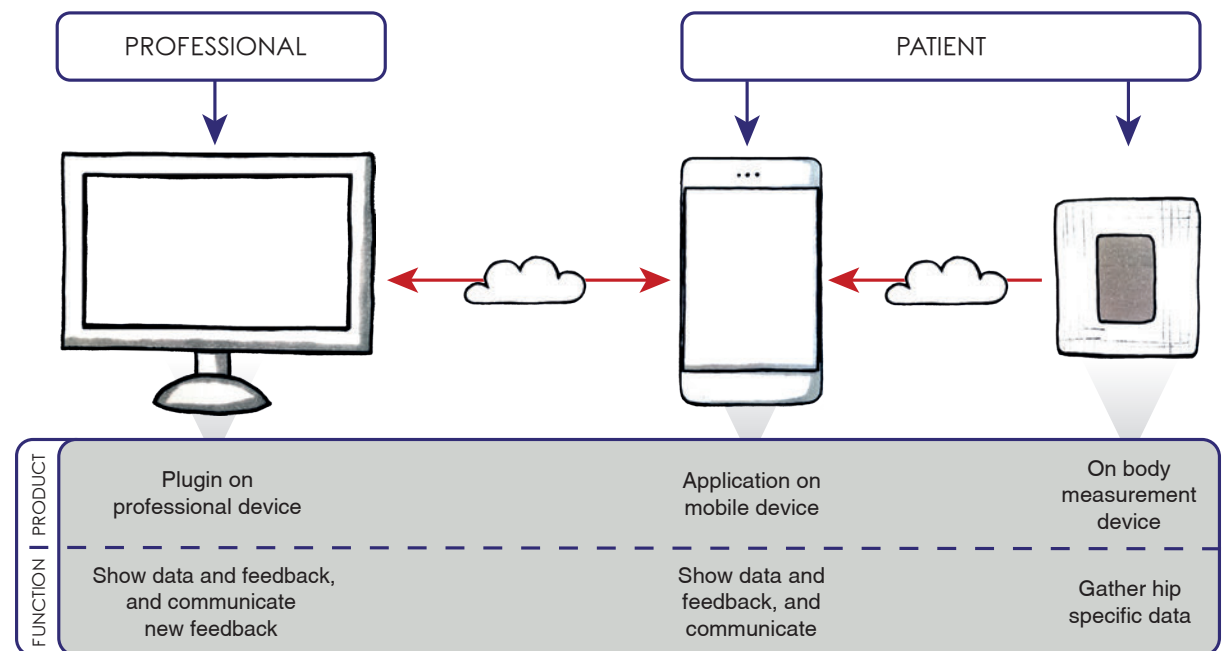 PROFESSIONAL
PATIENT
PRODUCT
Plugin on
professional device
Application on
mobile device
On body
measurement
device
FUNCTION
Show data and feedback,
and communicate
new feedback
Show data and
feedback, and
communicate
Gather hip
specific data